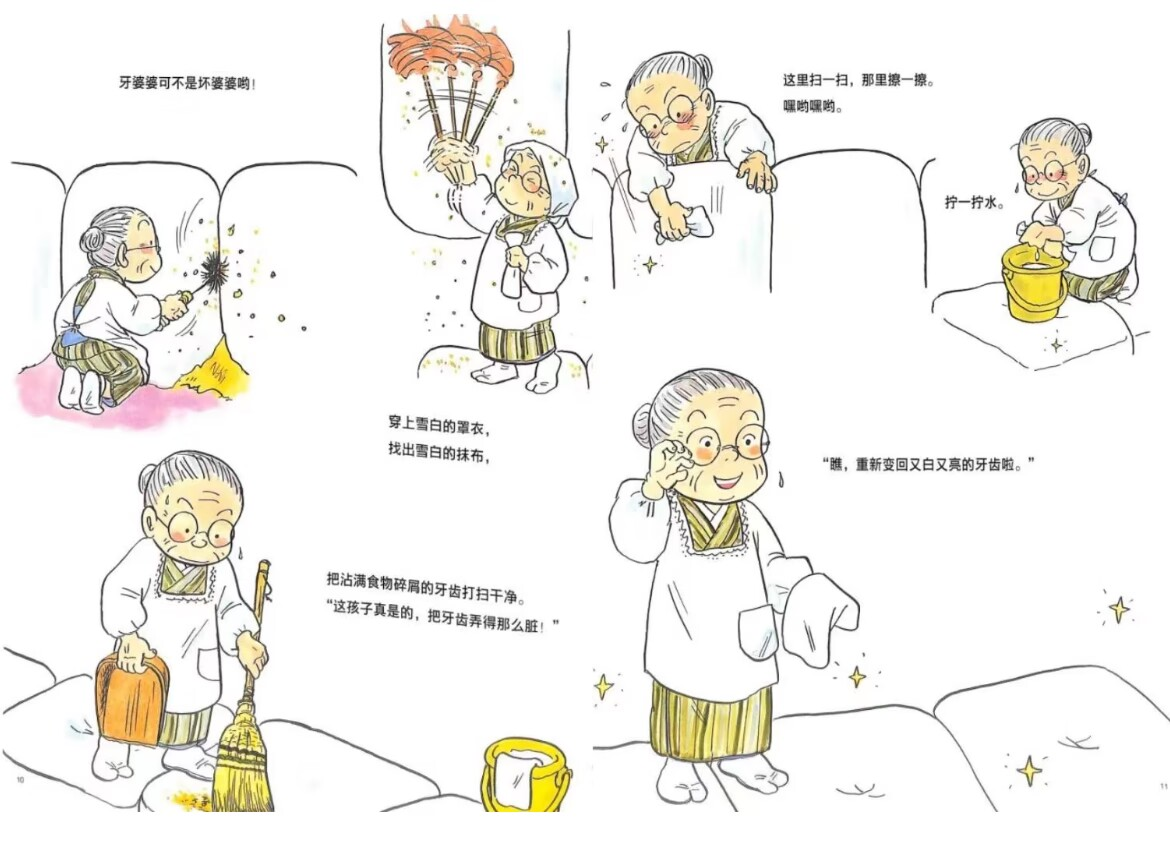 牙婆婆可不是坏婆婆哟！
穿上雪白的罩衣，
找出雪白的抹布，
把沾满食物碎屑的牙齿打扫干净。
“这孩子真是的，把牙齿弄得那么脏！”
10
这里扫一扫，那里擦一擦。
嘿哟嘿哟。
拧一拧水。
“瞧，重新变回又白又亮的牙齿啦。”
11